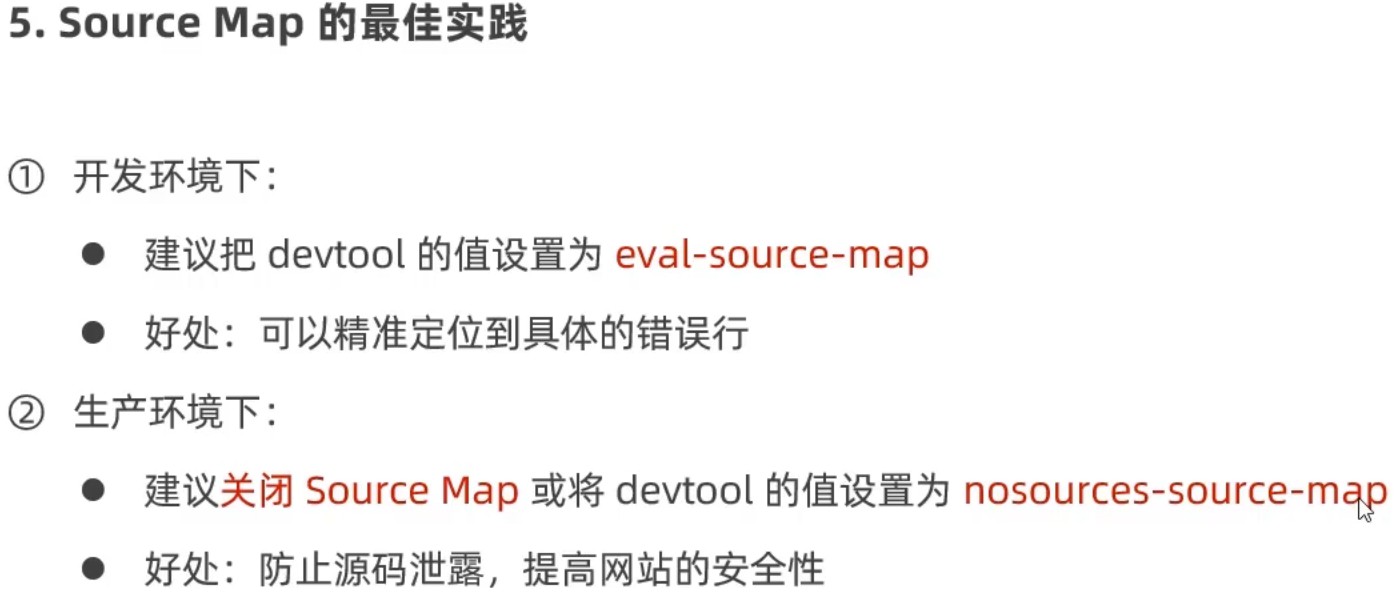 5. Source Map 的最佳实践
① 开发环境下：
● 建议把 devtool 的值设置为 eval-source-map
● 好处：可以精准定位到具体的错误行
② 生产环境下：
● 建议关闭 Source Map 或将 devtool 的值设置为 nosources-source-map
● 好处：防止源码泄露，提高网站的安全性